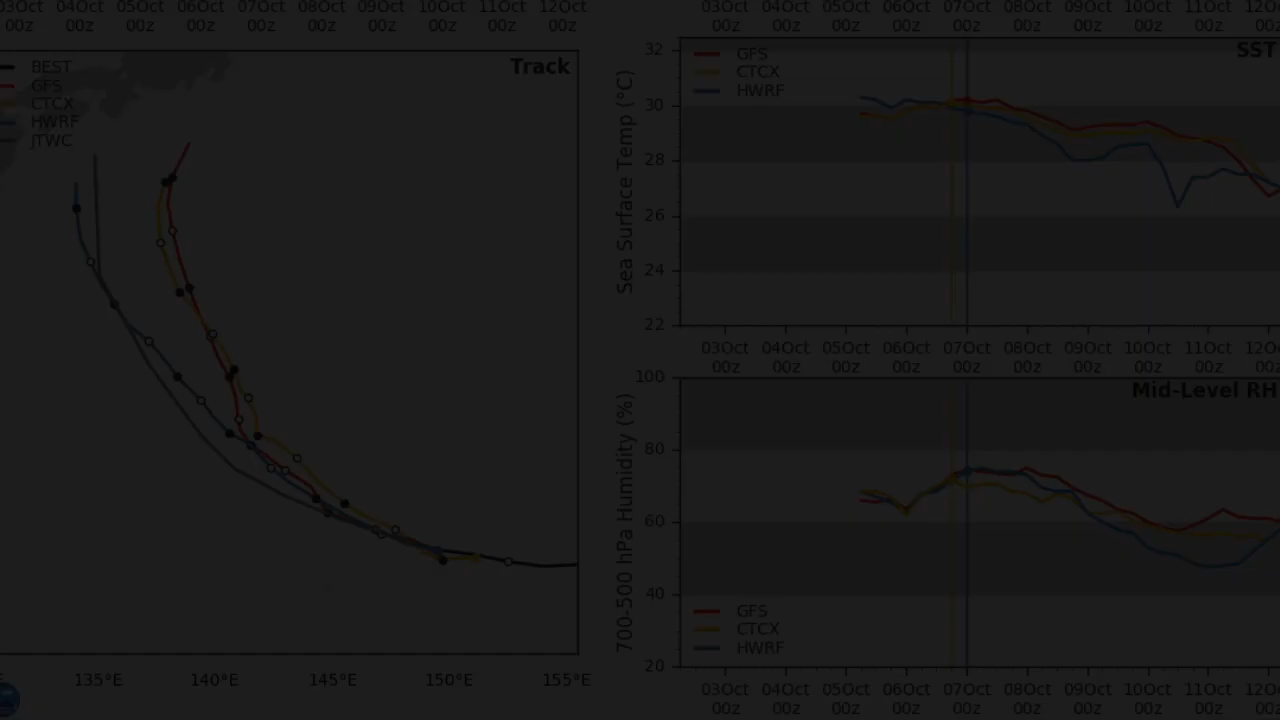 03Oct 04Oct 05Oct 06Oct 07Oct 08Oct 09Oct 10Oct 11Oct 12Oct
00z 00z 00z 00z 00z 00z 00z 00z 00z 00z
Track
BEST
GFS
CTCX
HWRF
JTWC
135°E 140°E 145°E 150°E 155°E
03Oct 04Oct 05Oct 06Oct 07Oct 08Oct 09Oct 10Oct 11Oct
00z 00z 00z 00z 00z 00z 00z 00z 00z 00z
SST
GFS
CTCX
HWRF
Sea Surface Temp (°C)
32
30
28
26
24
22
03Oct 04Oct 05Oct 06Oct 07Oct 08Oct 09Oct 10Oct 11Oct
00z 00z 00z 00z 00z 00z 00z 00z 00z 00z
Mid-Level RH
700-500 hPa Humidity (%)
100
80
60
40
20
GFS
CTCX
HWRF
03Oct 04Oct 05Oct 06Oct 07Oct 08Oct 09Oct 10Oct 11Oct
00z 00z 00z 00z 00z 00z 00z 00z 00z 00z